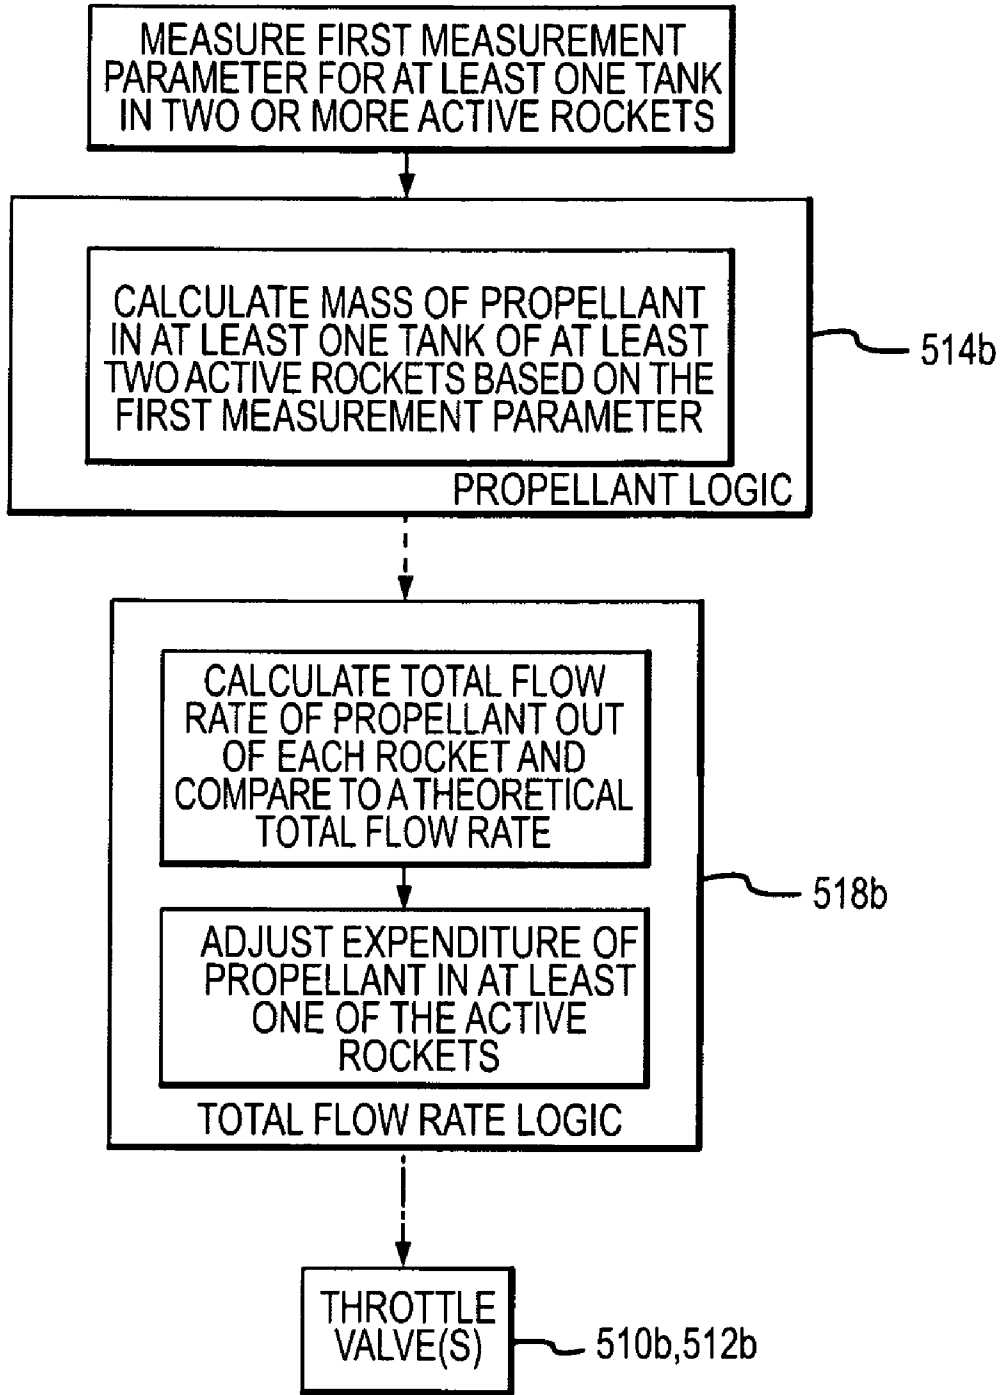 MEASURE FIRST MEASUREMENT
PARAMETER FOR AT LEAST ONE TANK
IN TWO OR MORE ACTIVE ROCKETS
CALCULATE MASS OF PROPELLANT
IN AT LEAST ONE TANK OF AT LEAST
TWO ACTIVE ROCKETS BASED ON THE
FIRST MEASUREMENT PARAMETER
514b
PROPELLANT LOGIC
CALCULATE TOTAL FLOW
RATE OF PROPELLANT OUT
OF EACH ROCKET AND
COMPARE TO A THEORETICAL
TOTAL FLOW RATE
518b
ADJUST EXPENDITURE OF
PROPELLANT IN AT LEAST
ONE OF THE ACTIVE
ROCKETS
TOTAL FLOW RATE LOGIC
THROTTLE
VALVE(S)
510b,512b